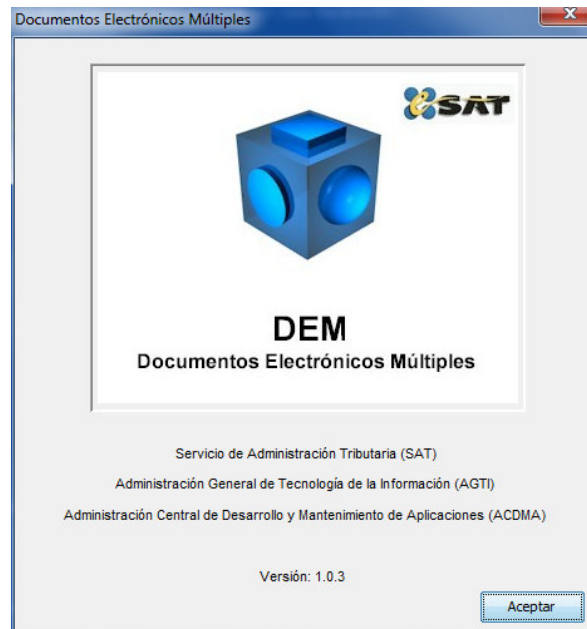 Documentos Electrónicos Múltiples
e SAT
DEM
Documentos Electrónicos Múltiples
Servicio de Administración Tributaria (SAT)
Administración General de Tecnología de la Información (AGTI)
Administración Central de Desarrollo y Mantenimiento de Aplicaciones (ACDMA)
Versión: 1.0.3
Aceptar